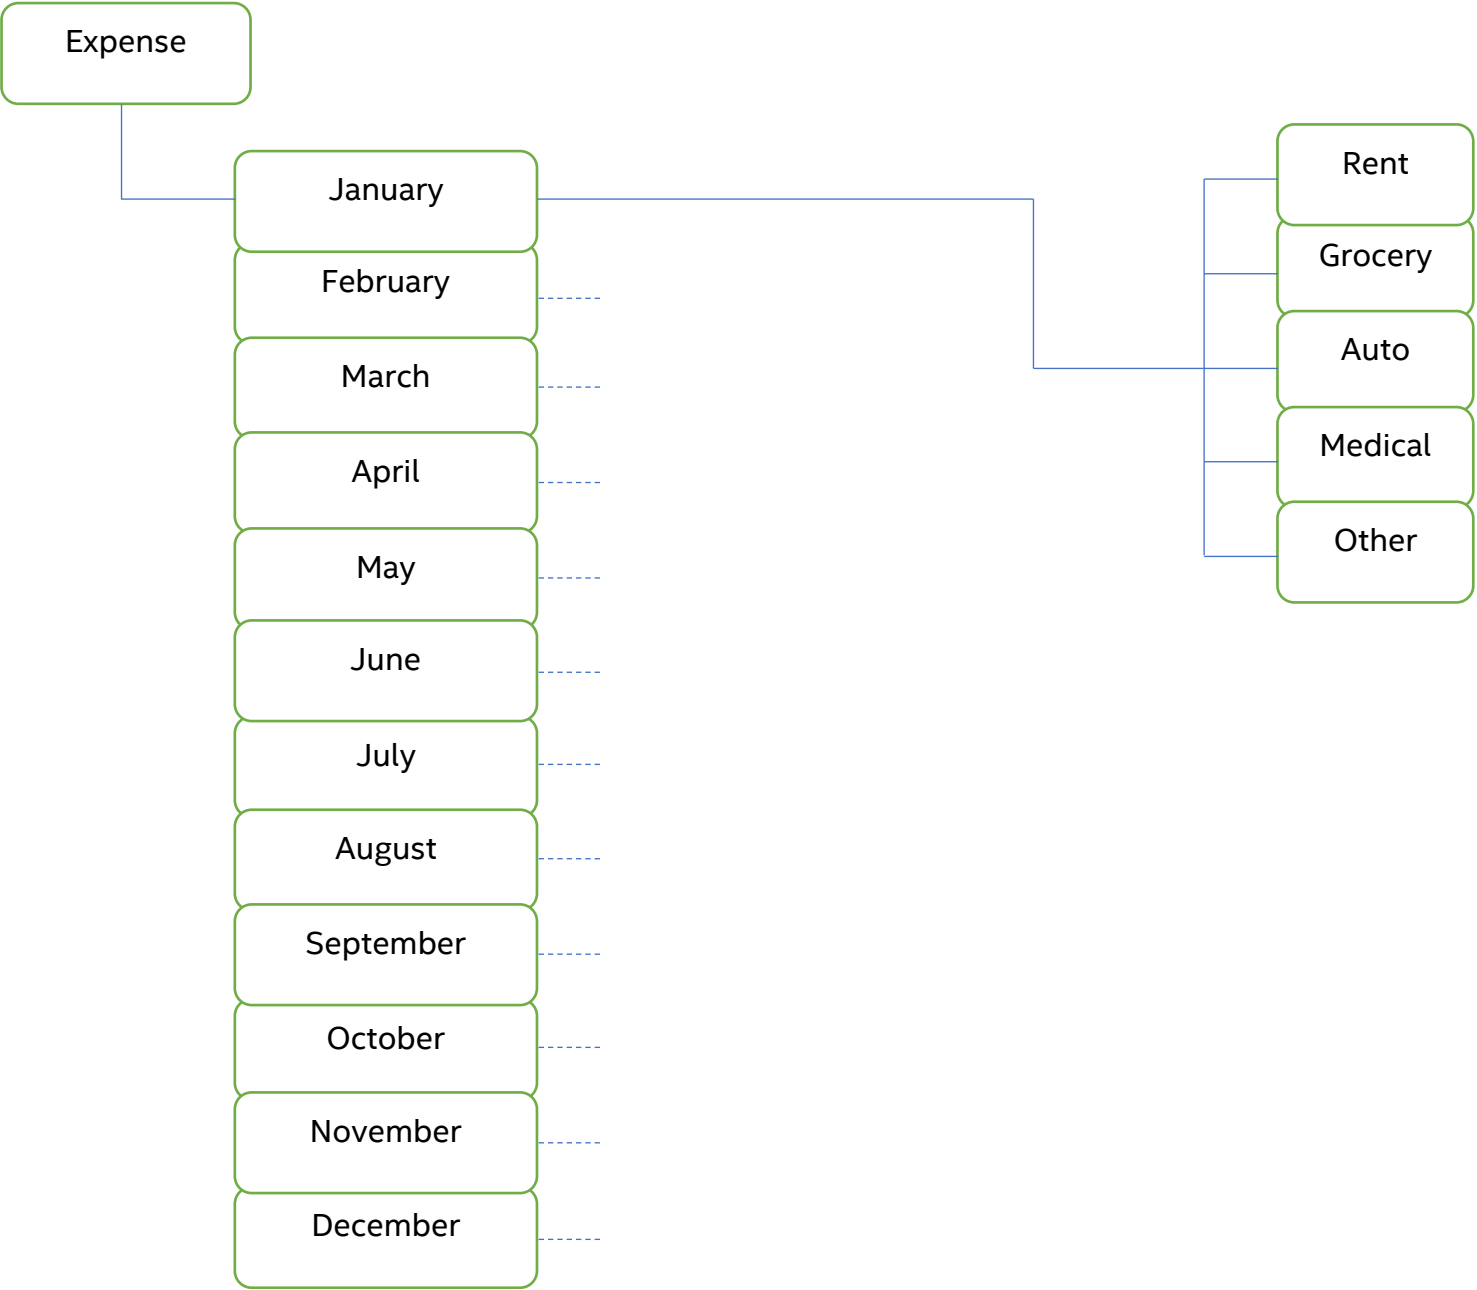 Expense
January
February
March
April
May
June
July
August
September
October
November
December
Rent
Grocery
Auto
Medical
Other